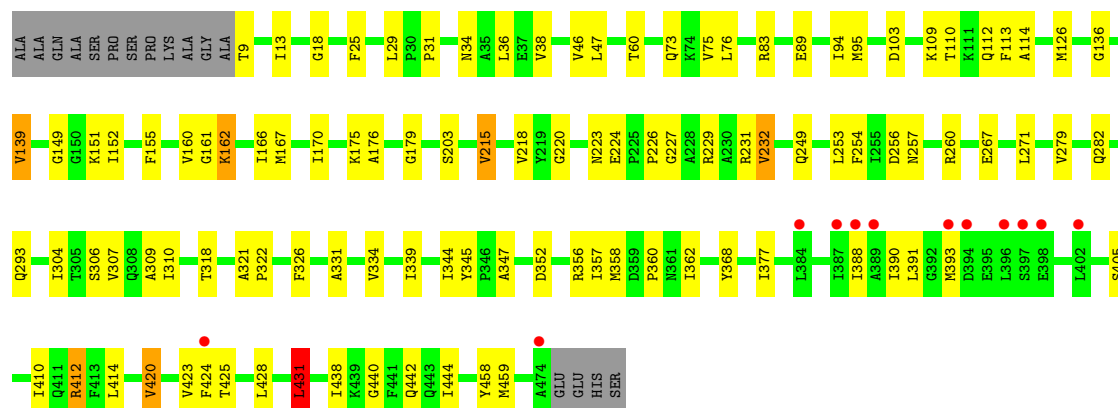 ALA ALA GLN ALA SER PRO SER PRO LYS ALA GLY ALA T9 I13 G18 F25 L29 P30 P31 N34 A35 L36 E37 V38 V46 L47 T60 Q73 K74 V75 L76 R83 E89 I94 M95 D103 K109 T110 K111 Q112 F113 A114 M126 G136
V139 G149 G150 K151 I152 F155 V160 G161 K162 I166 M167 I170 K175 A176 G179 S203 V215 V218 Y219 G220 N223 E224 P225 P226 G227 A228 R229 A230 R231 V232 Q249 L253 F254 I255 D256 N257 R260 E267 L271 V279 Q282
Q293 I304 T305 S306 V307 Q308 A309 I310 T318 A321 P322 F326 A331 V334 T339 I344 Y345 P346 A347 D352 R356 I357 M358 D359 P360 N361 I362 Y368 I377 L384 I387 I388 A389 I390 L391 G392 M393 D394 E395 L396 S397 E398 L402 S405
I410 Q411 R412 F413 L414 V420 V423 F424 T425 L428 L431 I438 K439 G440 F441 Q442 Q443 I444 Y458 M459 A474 GLU GLU HIS SER